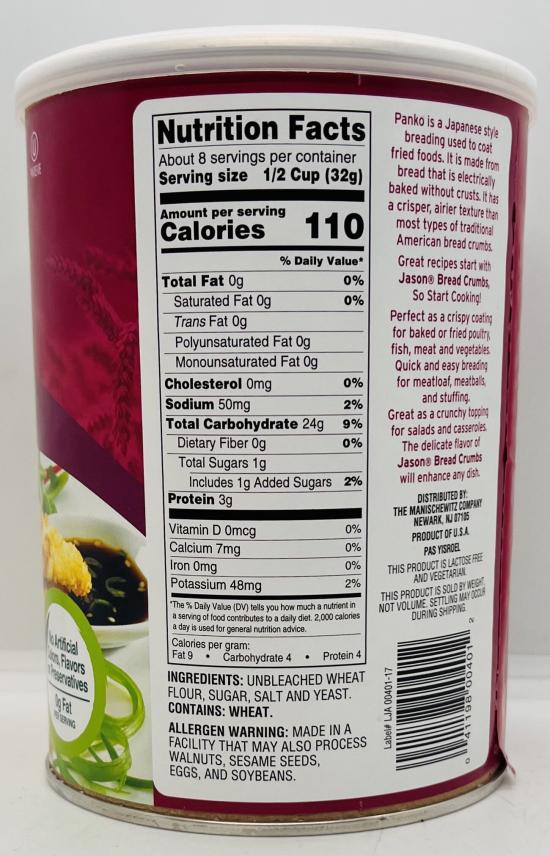 U
Nutrition Facts
About 8 servings per container
Serving size 1/2 Cup (32g)
Amount per serving
Calories 110
% Daily Value*
Total Fat 0g 0%
Saturated Fat 0g 0%
Trans Fat 0g
Polyunsaturated Fat 0g
Monounsaturated Fat 0g
Cholesterol 0mg 0%
Sodium 50mg 2%
Total Carbohydrate 24g 9%
Dietary Fiber 0g 0%
Total Sugars 1g
Includes 1g Added Sugars 2%
Protein 3g
Vitamin D 0mcg 0%
Calcium 7mg 0%
Iron 0mg 0%
Potassium 48mg 2%
*The % Daily Value (DV) tells you how much a nutrient in
a serving of food contributes to a daily diet. 2,000 calories
a day is used for general nutrition advice.
Calories per gram:
Fat 9 • Carbohydrate 4 • Protein 4
INGREDIENTS: UNBLEACHED WHEAT
FLOUR, SUGAR, SALT AND YEAST.
CONTAINS: WHEAT.
ALLERGEN WARNING: MADE IN A
FACILITY THAT MAY ALSO PROCESS
WALNUTS, SESAME SEEDS,
EGGS, AND SOYBEANS.
Panko is a Japanese style
breading used to coat
fried foods. It is made from
bread that is electrically
baked without crusts. It has
a crisper, airier texture than
most types of traditional
American bread crumbs.
Great recipes start with
Jason® Bread Crumbs,
So Start Cooking!
Perfect as a crispy coating
for baked or fried poultry,
fish, meat and vegetables.
Quick and easy breading
for meatloaf, meatballs,
and stuffing.
Great as a crunchy topping
for salads and casseroles.
The delicate flavor of
Jason® Bread Crumbs
will enhance any dish.
DISTRIBUTED BY:
THE MANISCHEWITZ COMPANY
NEWARK, NJ 07105
PRODUCT OF U.S.A.
PAS YISROEL
THIS PRODUCT IS LACTOSE FREE
AND VEGETARIAN.
THIS PRODUCT IS SOLD BY WEIGHT,
NOT VOLUME. SETTLING MAY OCCUR
DURING SHIPPING.
Label# LJA 00401-17
0 41198 00401 2
Artificial
Flavors
Preservatives
0g Fat
PER SERVING